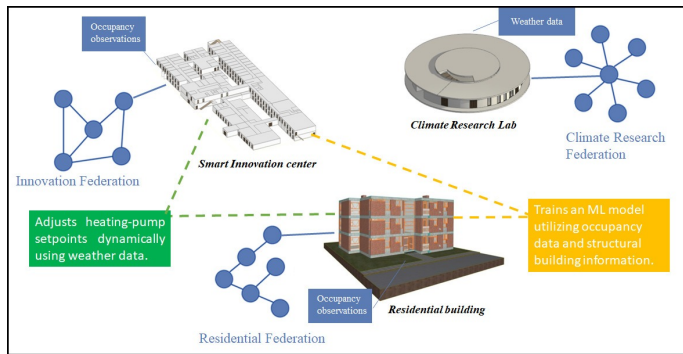 Occupancy
observations
Weather data
Smart Innovation center
Climate Research Lab
Climate Research
Federation
Innovation Federation
Adjusts heating-pump
setpoints dynamically
using weather data.
Trains an ML model
utilizing occupancy
data and structural
building information.
Occupancy
observations
Residential building
Residential Federation